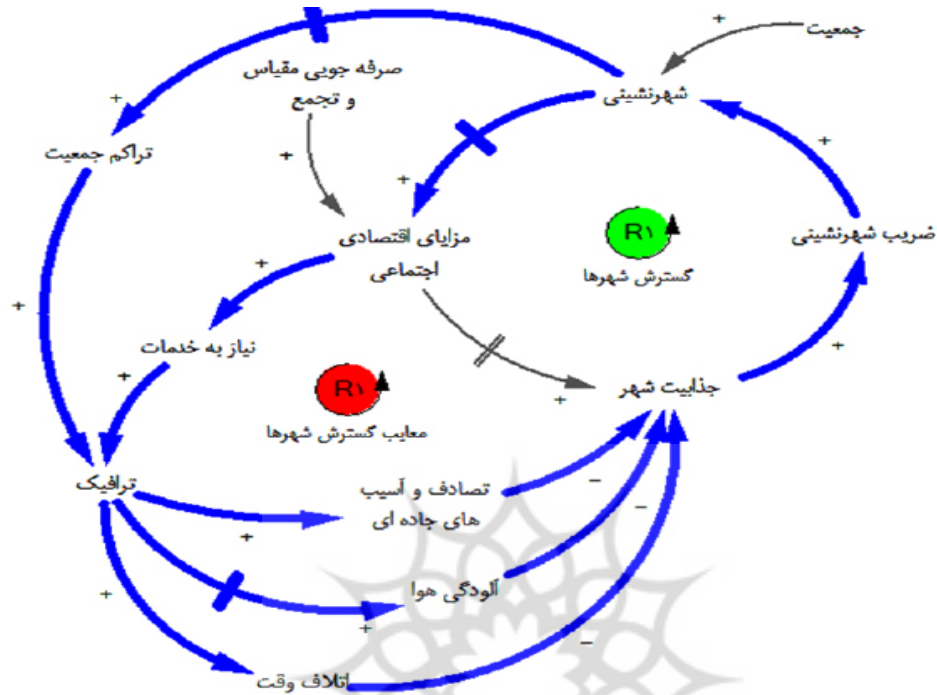 جمعیت
+
شهرنشینی
صرفه جویی مقیاس
و تجمع
+
+
تراکم جمعیت
+
+
+
مزایای اقتصادی
اجتماعی
R۱
گسترش شهرها
ضریب شهرنشینی
+
+
نیاز به خدمات
+
+
R۱
معایب گسترش شهرها
جذابیت شهر
+
ترافیک
تصادف و آسیب
های جاده ای
−
+
−
آلودگی هوا
+
+
−
اتلاف وقت